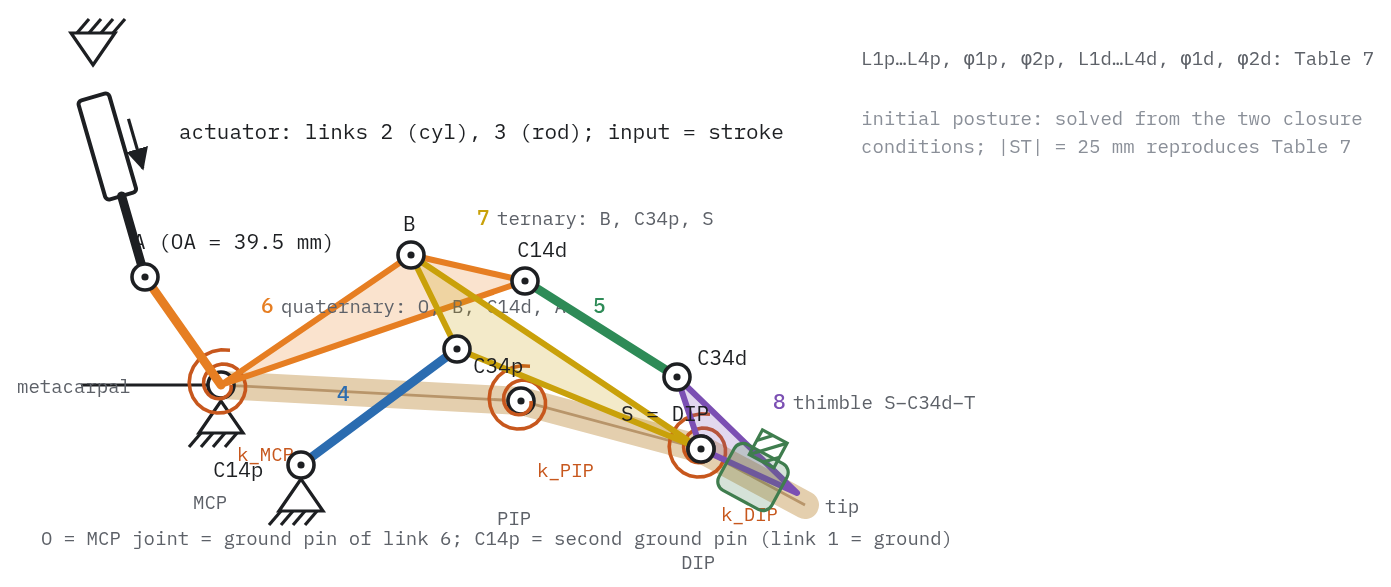 L1p…L4p, φ1p, φ2p, L1d…L4d, φ1d, φ2d: Table 7
initial posture: solved from the two closure
conditions; |ST| = 25 mm reproduces Table 7
actuator: links 2 (cyl), 3 (rod); input = stroke
7 ternary: B, C34p, S
B
A (OA = 39.5 mm)
C14d
6 quaternary: O, B, C14d, A
5
C34p
C34d
metacarpal
4
S = DIP
8 thimble S–C34d–T
k_MCP
C14p
k_PIP
MCP
tip
k_DIP
PIP
O = MCP joint = ground pin of link 6; C14p = second ground pin (link 1 = ground)
DIP